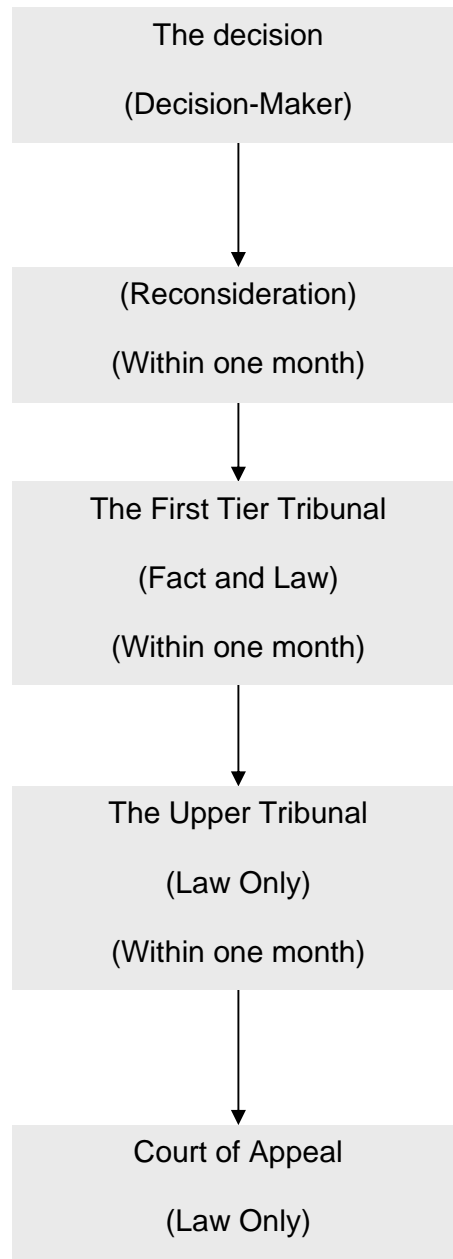 The decision
(Decision-Maker)
(Reconsideration)
(Within one month)
The First Tier Tribunal
(Fact and Law)
(Within one month)
The Upper Tribunal
(Law Only)
(Within one month)
Court of Appeal
(Law Only)